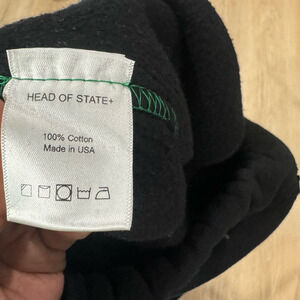 HEAD OF STATE+
100% Cotton
Made in USA